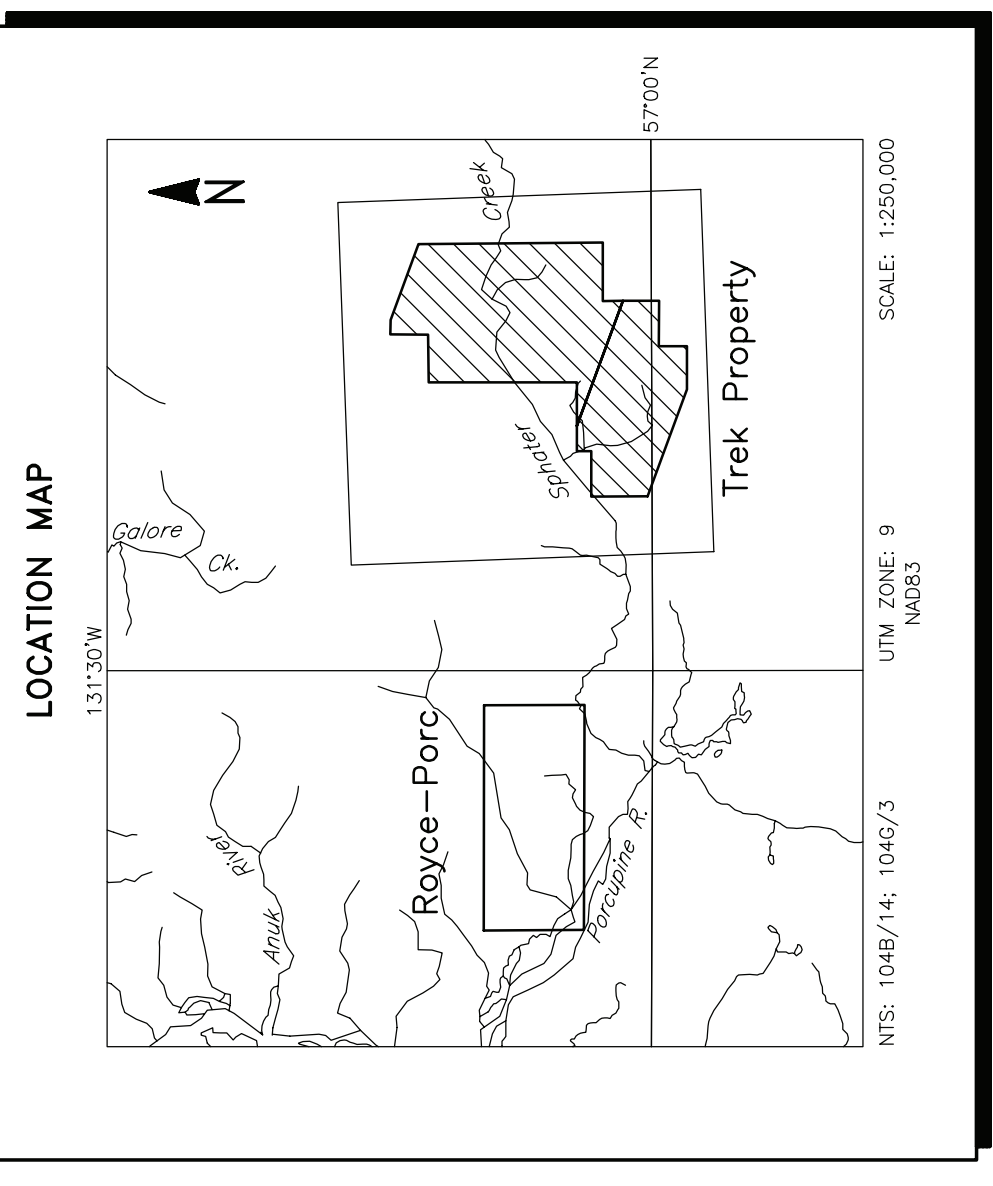 LOCATION MAP
131°30'W
Galore
Ck.
N
River
Anuk
Royce-Porc
Creek
Sphater
Porcupine R.
57°00'N
Trek Property
NTS: 104B/14; 104G/3
UTM ZONE: 9
NAD83
SCALE: 1:250,000